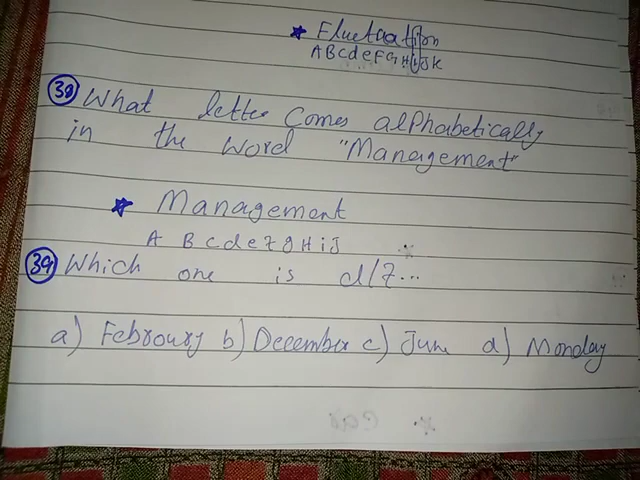 * Fluctuation
ABCdeFGHIJK
38 What letter comes alphabetically
in the word "Management"
* Management
A B C d e F g H i J
39 Which one is d/f...
a) Febroury b) December c) June d) Monday